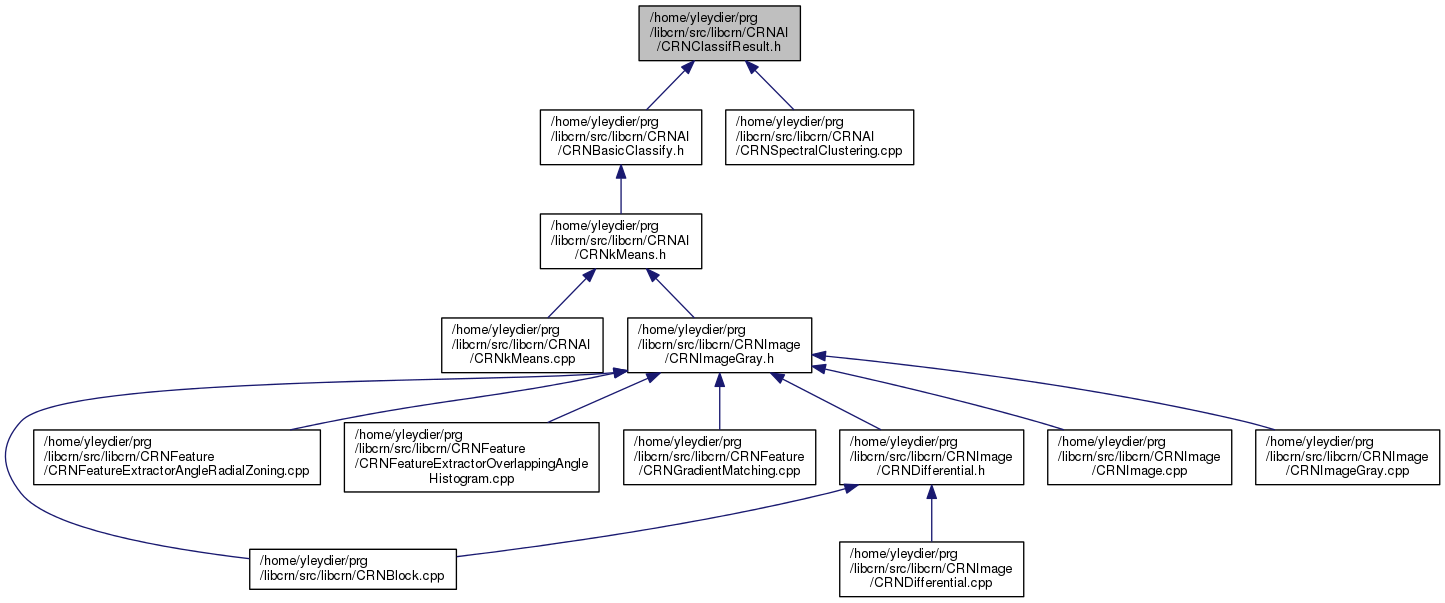 /home/yleydier/prg
/libcrn/src/libcrn/CRNAI
/CRNClassifResult.h
/home/yleydier/prg
/libcrn/src/libcrn/CRNAI
/CRNBasicClassify.h
/home/yleydier/prg
/libcrn/src/libcrn/CRNAI
/CRNSpectralClustering.cpp
/home/yleydier/prg
/libcrn/src/libcrn/CRNAI
/CRNkMeans.h
/home/yleydier/prg
/libcrn/src/libcrn/CRNAI
/CRNkMeans.cpp
/home/yleydier/prg
/libcrn/src/libcrn/CRNImage
/CRNImageGray.h
/home/yleydier/prg
/libcrn/src/libcrn/CRNFeature
/CRNFeatureExtractorAngleRadialZoning.cpp
/home/yleydier/prg
/libcrn/src/libcrn/CRNFeature
/CRNFeatureExtractorOverlappingAngle
Histogram.cpp
/home/yleydier/prg
/libcrn/src/libcrn/CRNFeature
/CRNGradientMatching.cpp
/home/yleydier/prg
/libcrn/src/libcrn/CRNImage
/CRNDifferential.h
/home/yleydier/prg
/libcrn/src/libcrn/CRNImage
/CRNImage.cpp
/home/yleydier/prg
/libcrn/src/libcrn/CRNImage
/CRNImageGray.cpp
/home/yleydier/prg
/libcrn/src/libcrn/CRNBlock.cpp
/home/yleydier/prg
/libcrn/src/libcrn/CRNImage
/CRNDifferential.cpp